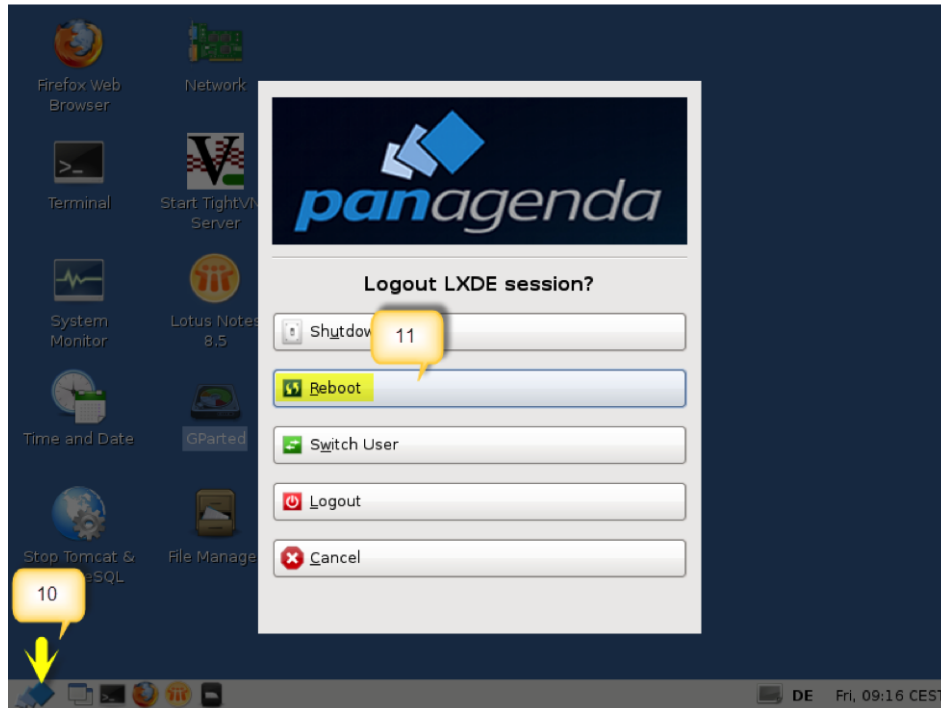 Firefox Web
Browser
Network
Terminal
Start TightVN
Server
System
Monitor
Lotus Notes
8.5
Time and Date
GParted
Stop Tomcat &
eSQL
File Manage
panagenda
Logout LXDE session?
Shutdow
11
Reboot
Switch User
Logout
Cancel
10
DE Fri, 09:16 CEST